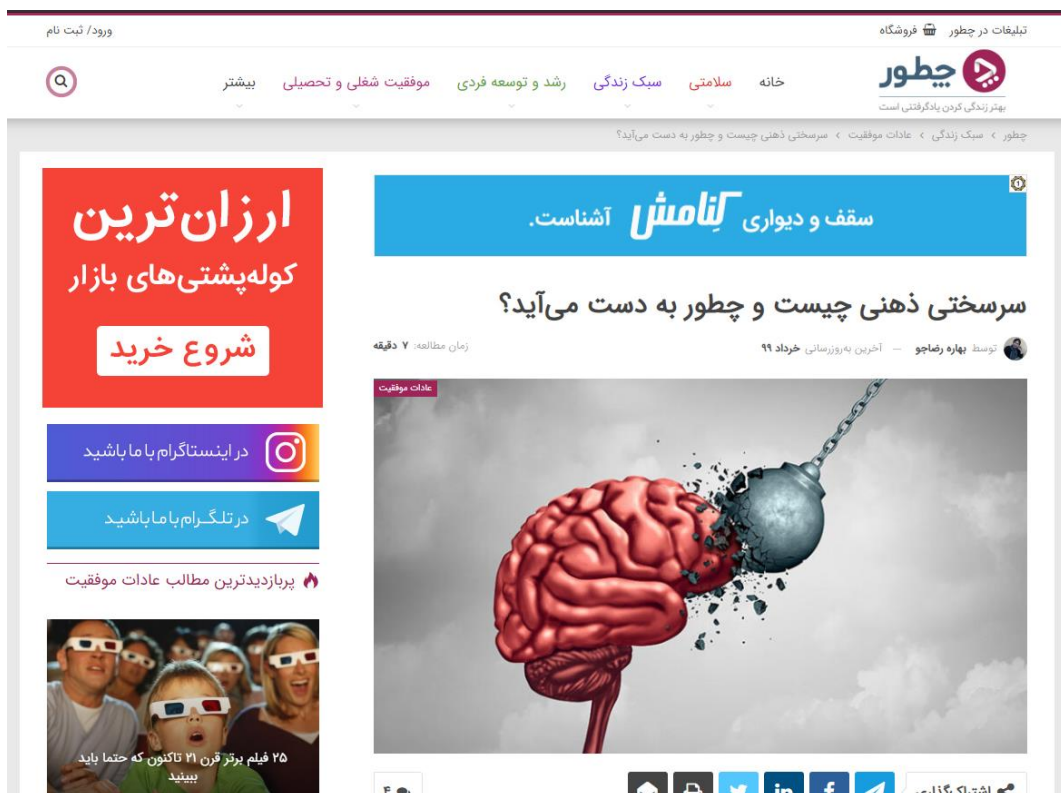 تبلیغات در چطور
فروشگاه
ورود/ ثبت نام
چطور
بهتر زندگی کردن یادگرفتنی است
خانه
سلامتی
سبک زندگی
رشد و توسعه فردی
موفقیت شغلی و تحصیلی
بیشتر
چطور › سبک زندگی › عادات موفقیت › سرسختی ذهنی چیست و چطور به دست می‌آید؟
سقف و دیواری کنامش آشناست.
سرسختی ذهنی چیست و چطور به دست می‌آید؟
توسط بهاره رضاجو — آخرین به‌روزرسانی خرداد ۹۹
زمان مطالعه: ۷ دقیقه
عادات موفقیت
اشتراک گذاری
f
in
۴
ارزان‌ترین
کوله‌پشتی‌های بازار
شروع خرید
در اینستاگرام با ما باشید
در تلگرام با ما باشید
پربازدیدترین مطالب عادات موفقیت
۲۵ فیلم برتر قرن ۲۱ تاکنون که حتما باید
ببینید